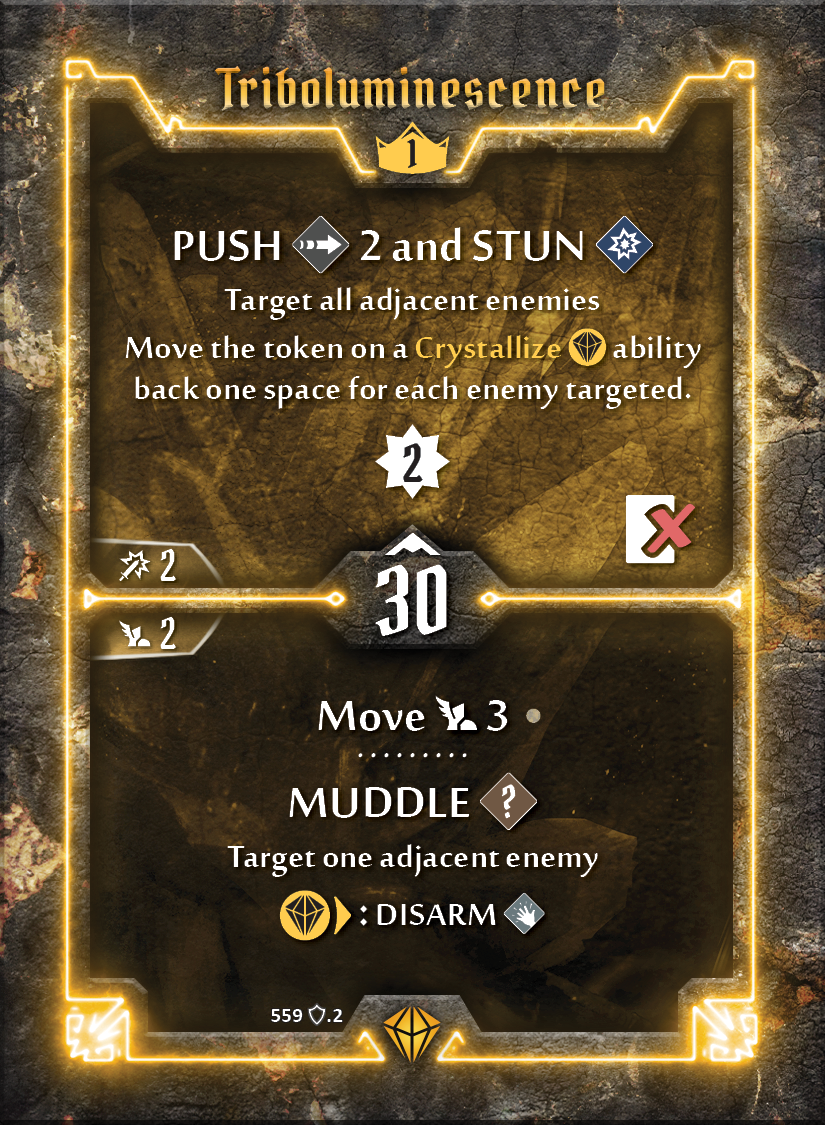 Triboluminescence
1
PUSH 2 and STUN
Target all adjacent enemies
Move the token on a Crystallize ability
back one space for each enemy targeted.
2
2
30
2
Move 3
MUDDLE ?
Target one adjacent enemy
: DISARM
559 .2